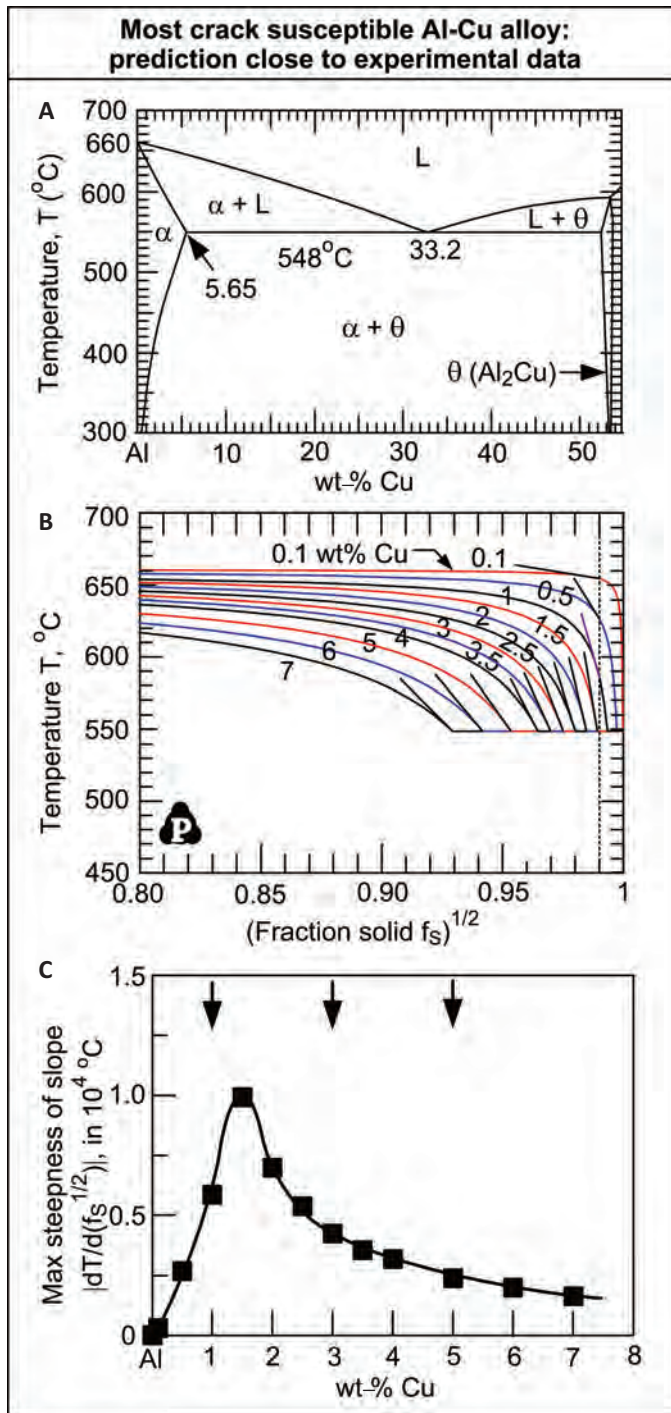 Most crack susceptible Al-Cu alloy:
prediction close to experimental data
A
Temperature, T (°C)
700
660
600
500
400
300
L
α + L
α
L + θ
548°C
33.2
5.65
α + θ
θ (Al₂Cu)
Al 10 20 30 40 50
wt-% Cu
B
Temperature T, °C
700
650
600
550
500
450
0.1 wt% Cu
0.1
0.5
1
1.5
2
2.5
3
3.5
4
5
6
7
P
0.80 0.85 0.90 0.95 1
(Fraction solid fS)1/2
C
Max steepness of slope
|dT/d(fS1/2)|, in 10⁴ °C
1.5
1.0
0.5
0
Al 1 2 3 4 5 6 7 8
wt-% Cu